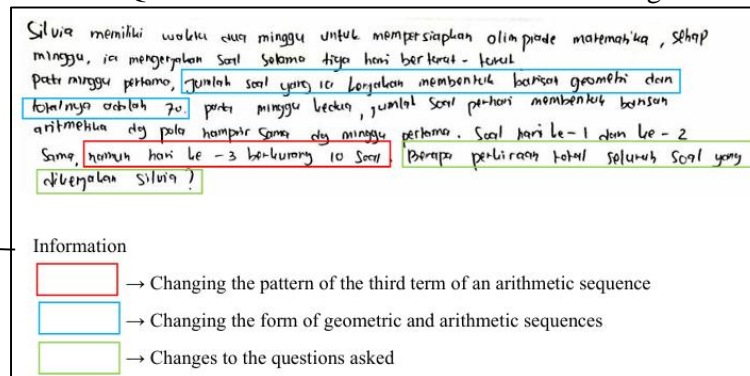 Silvia memiliki waktu dua minggu untuk mempersiapkan olimpiade matematika, setiap
minggu, ia mengerjakan soal selama tiga hari berturut - turut
pada minggu pertama, jumlah soal yang ia kerjakan membentuk barisan geometri dan
totalnya adalah 70. pada minggu kedua, jumlah soal perhari membentuk barisan
aritmetika dg pola hampir sama dg minggu pertama. Soal hari ke-1 dan ke-2
sama, namun hari ke-3 berkurang 10 soal. Berapa perkiraan total seluruh soal yang
dikerjakan Silvia?
Information
→ Changing the pattern of the third term of an arithmetic sequence
→ Changing the form of geometric and arithmetic sequences
→ Changes to the questions asked